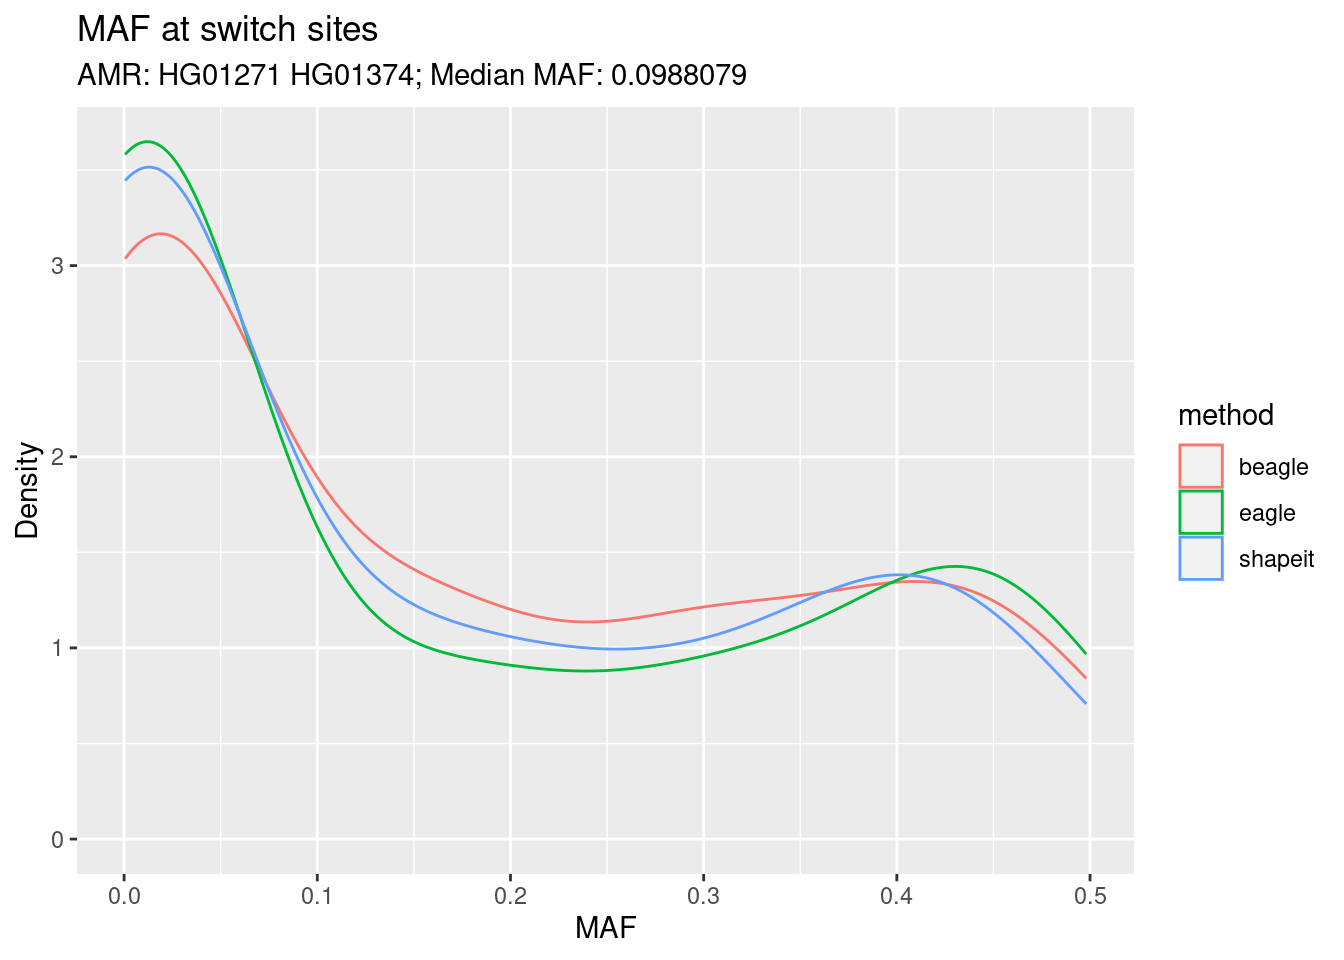 MAF at switch sites
AMR: HG01271 HG01374; Median MAF: 0.0988079
Density
3
2
1
0
0.0 0.1 0.2 0.3 0.4 0.5
MAF
method
beagle
eagle
shapeit